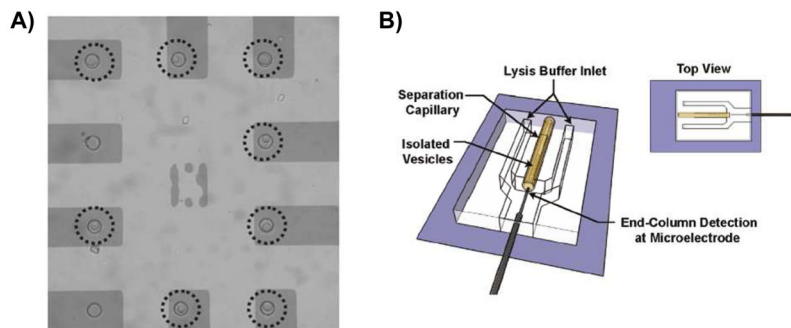 A)
B)
Lysis Buffer Inlet
Top View
Separation
Capillary
Isolated
Vesicles
End-Column Detection
at Microelectrode